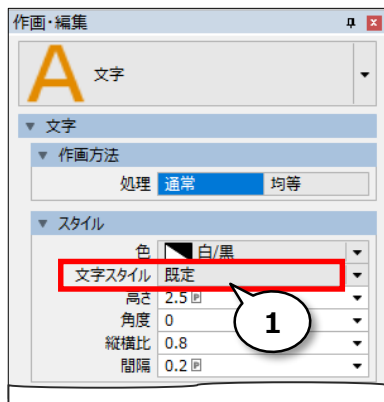 作画・編集
A 文字
文字
作画方法
処理 通常 均等
スタイル
色 白/黒
文字スタイル 既定
高さ 2.5 P
角度 0
縦横比 0.8
間隔 0.2 P
1